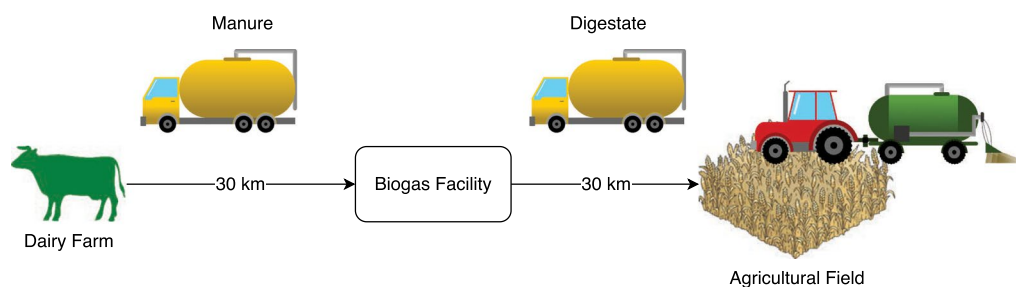 Manure
Digestate
30 km
Biogas Facility
30 km
Dairy Farm
Agricultural Field